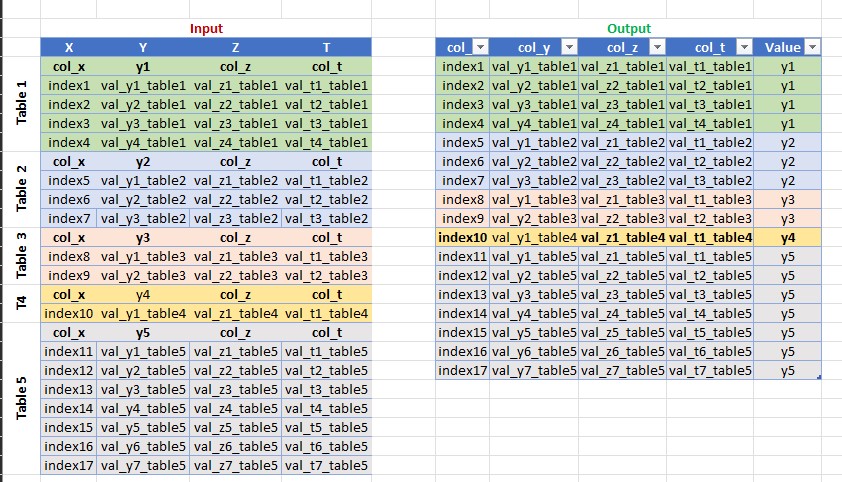 Input Output
X Y Z T col_ col_y col_z col_t Value
col_x y1 col_z col_t index1 val_y1_table1 val_z1_table1 val_t1_table1 y1
index1 val_y1_table1 val_z1_table1 val_t1_table1 index2 val_y2_table1 val_z2_table1 val_t2_table1 y1
Table 1 index2 val_y2_table1 val_z2_table1 val_t2_table1 index3 val_y3_table1 val_z3_table1 val_t3_table1 y1
index3 val_y3_table1 val_z3_table1 val_t3_table1 index4 val_y4_table1 val_z4_table1 val_t4_table1 y1
index4 val_y4_table1 val_z4_table1 val_t4_table1 index5 val_y1_table2 val_z1_table2 val_t1_table2 y2
col_x y2 col_z col_t index6 val_y2_table2 val_z2_table2 val_t2_table2 y2
Table 2 index5 val_y1_table2 val_z1_table2 val_t1_table2 index7 val_y3_table2 val_z3_table2 val_t3_table2 y2
index6 val_y2_table2 val_z2_table2 val_t2_table2 index8 val_y1_table3 val_z1_table3 val_t1_table3 y3
index7 val_y3_table2 val_z3_table2 val_t3_table2 index9 val_y2_table3 val_z2_table3 val_t2_table3 y3
Table 3 col_x y3 col_z col_t index10 val_y1_table4 val_z1_table4 val_t1_table4 y4
index8 val_y1_table3 val_z1_table3 val_t1_table3 index11 val_y1_table5 val_z1_table5 val_t1_table5 y5
index9 val_y2_table3 val_z2_table3 val_t2_table3 index12 val_y2_table5 val_z2_table5 val_t2_table5 y5
T4 col_x y4 col_z col_t index13 val_y3_table5 val_z3_table5 val_t3_table5 y5
index10 val_y1_table4 val_z1_table4 val_t1_table4 index14 val_y4_table5 val_z4_table5 val_t4_table5 y5
col_x y5 col_z col_t index15 val_y5_table5 val_z5_table5 val_t5_table5 y5
index11 val_y1_table5 val_z1_table5 val_t1_table5 index16 val_y6_table5 val_z6_table5 val_t6_table5 y5
index12 val_y2_table5 val_z2_table5 val_t2_table5 index17 val_y7_table5 val_z7_table5 val_t7_table5 y5
Table 5 index13 val_y3_table5 val_z3_table5 val_t3_table5
index14 val_y4_table5 val_z4_table5 val_t4_table5
index15 val_y5_table5 val_z5_table5 val_t5_table5
index16 val_y6_table5 val_z6_table5 val_t6_table5
index17 val_y7_table5 val_z7_table5 val_t7_table5